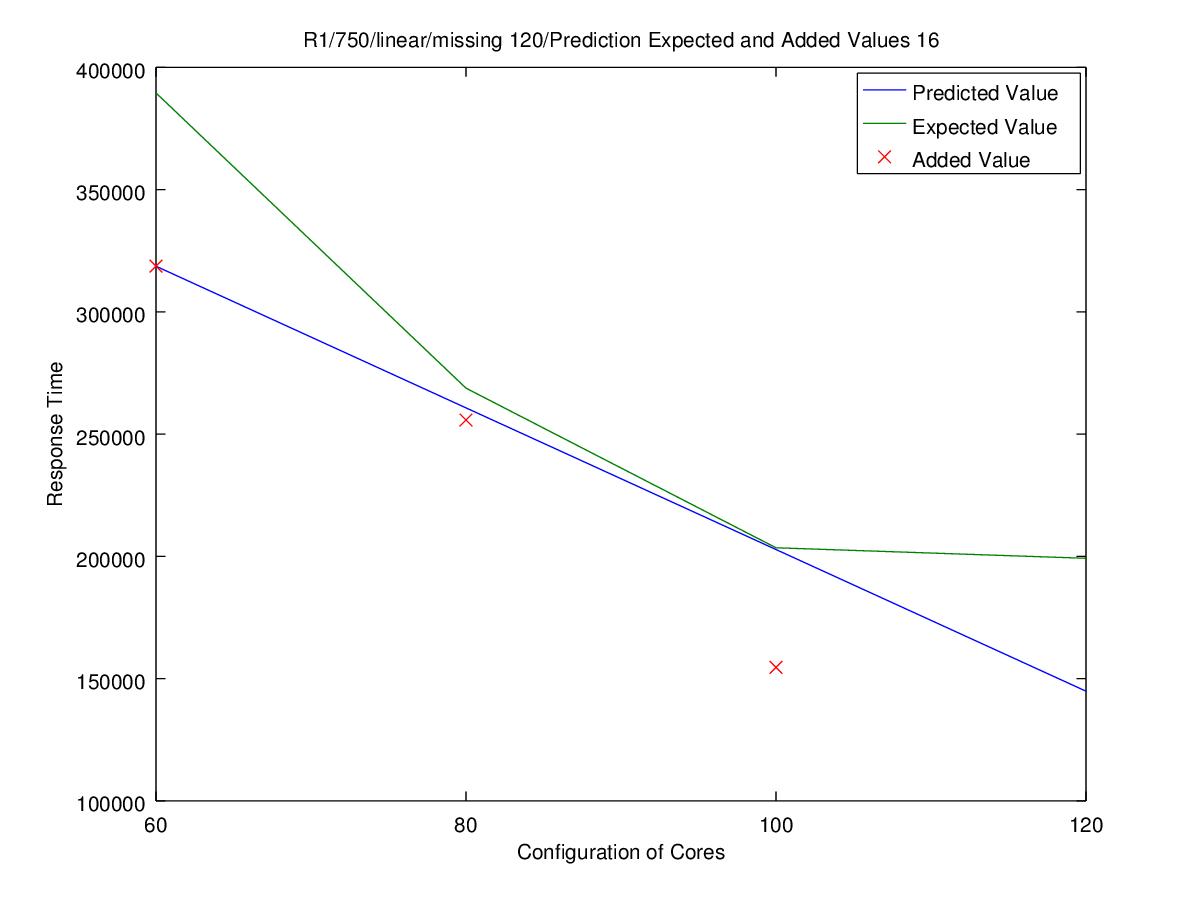 R1/750/linear/missing 120/Prediction Expected and Added Values 16
400000
350000
300000
250000
200000
150000
100000
Response Time
Predicted Value
Expected Value
Added Value
60
80
100
120
Configuration of Cores